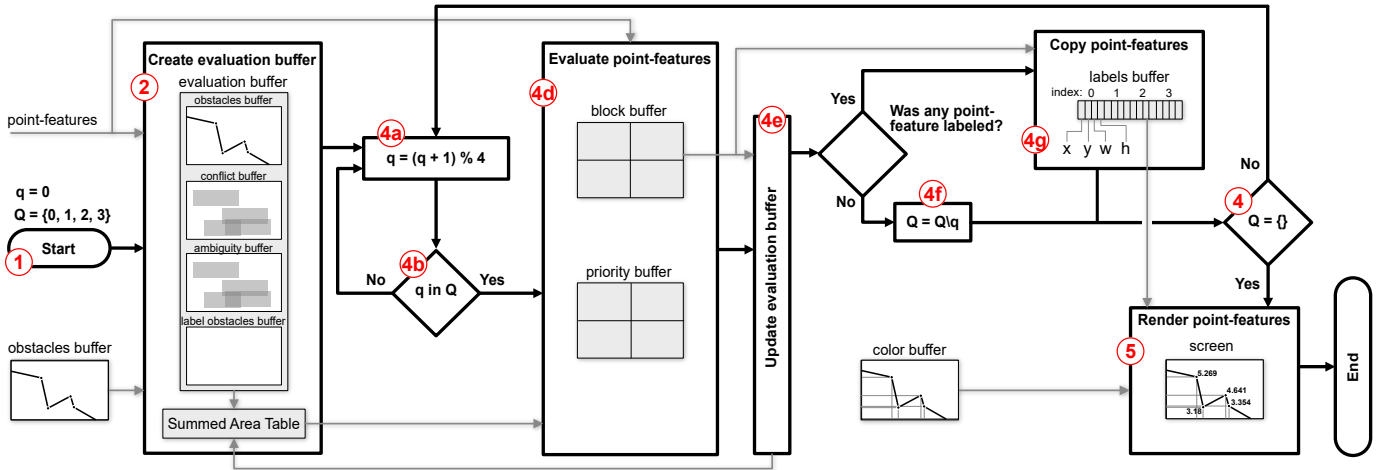 point-features
q = 0
Q = {0, 1, 2, 3}
Start
1
obstacles buffer
2
Create evaluation buffer
evaluation buffer
obstacles buffer
conflict buffer
ambiguity buffer
label obstacles buffer
Summed Area Table
4a
q = (q + 1) % 4
4b
q in Q
No
Yes
4d
Evaluate point-features
block buffer
priority buffer
4e
Update evaluation buffer
Yes
Was any point-
feature labeled?
No
4f
Q = Q\q
4g
Copy point-features
labels buffer
index: 0 1 2 3
x y w h
No
4
Q = {}
Yes
color buffer
5
Render point-features
screen
5.269
4.641
3.354
3.18
End